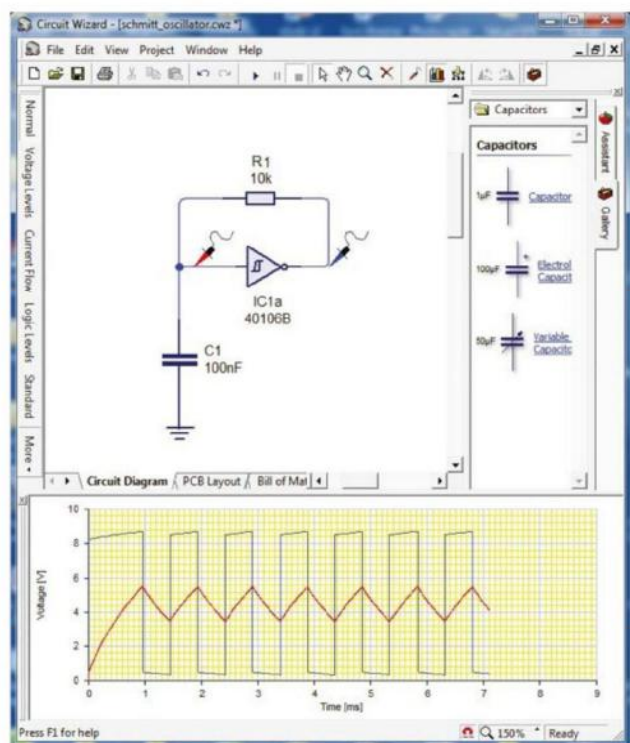 Circuit Wizard - [schmitt_oscillator.cwz *]
File Edit View Project Window Help
Capacitors
Normal
Voltage Levels
Current Flow
Logic Levels
Standard
More
R1
10k
IC1a
40106B
C1
100nF
Capacitors
1µF Capacitor
100µF Electrol
Capacit
50µF Variable
Capacitc
Assistant
Gallery
Circuit Diagram PCB Layout Bill of Mat
Voltage [V]
10
8
6
4
2
0
0 1 2 3 4 5 6 7 8 9
Time [ms]
Press F1 for help 150% Ready